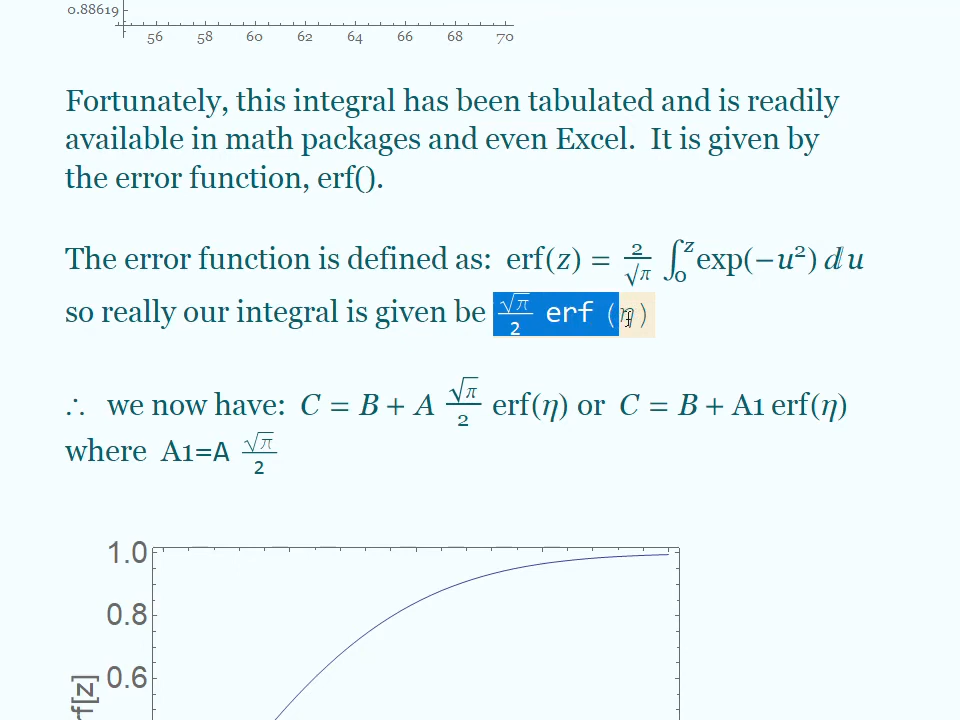 0.88619
56 58 60 62 64 66 68 70
Fortunately, this integral has been tabulated and is readily
available in math packages and even Excel.  It is given by
the error function, erf().
The error function is defined as:  erf(z) = 2/√π ∫₀ᶻ exp(−u²) ⅆu
so really our integral is given be √π/2 erf (η)
∴ we now have:  C = B + A √π/2 erf(η) or  C = B + A1 erf(η)
where  A1=A √π/2
1.0
0.8
0.6
rf[z]